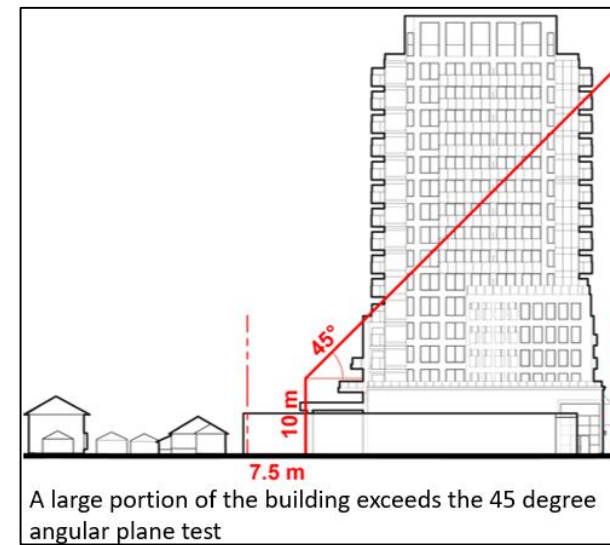 45°
10 m
7.5 m
A large portion of the building exceeds the 45 degree
angular plane test